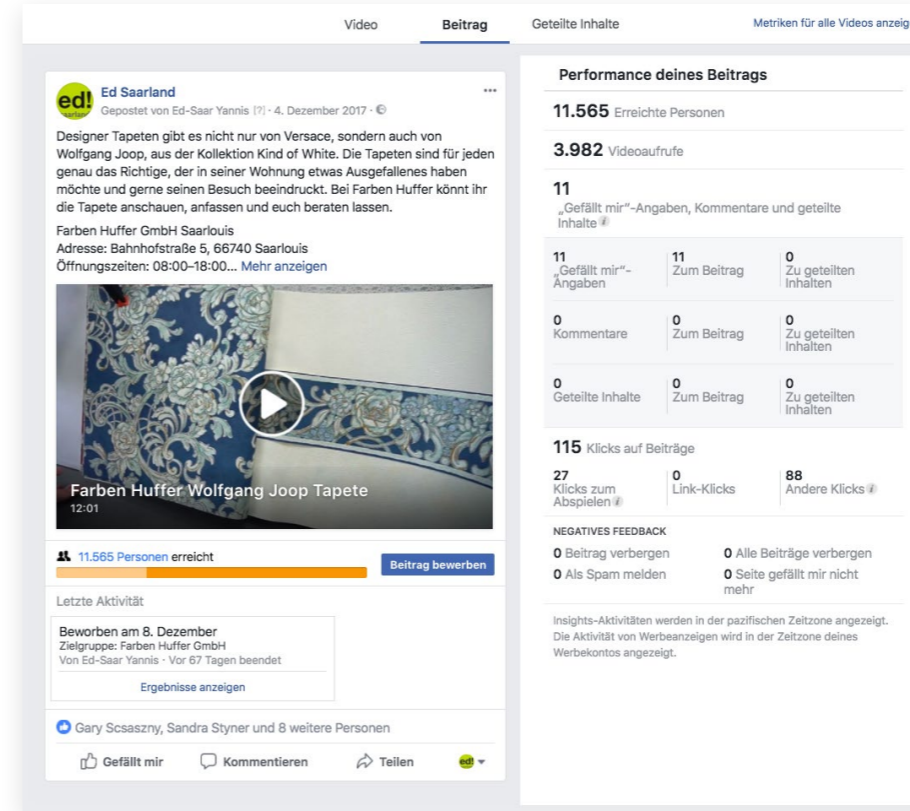 Video
Beitrag
Geteilte Inhalte
Metriken für alle Videos anzeig
ed!
Ed Saarland
Gepostet von Ed-Saar Yannis [?] · 4. Dezember 2017 ·
Designer Tapeten gibt es nicht nur von Versace, sondern auch von
Wolfgang Joop, aus der Kollektion Kind of White. Die Tapeten sind für jeden
genau das Richtige, der in seiner Wohnung etwas Ausgefallenes haben
möchte und gerne seinen Besuch beeindruckt. Bei Farben Huffer könnt ihr
die Tapete anschauen, anfassen und euch beraten lassen.
Farben Huffer GmbH Saarlouis
Adresse: Bahnhofstraße 5, 66740 Saarlouis
Öffnungszeiten: 08:00–18:00... Mehr anzeigen
Farben Huffer Wolfgang Joop Tapete
12:01
11.565 Personen erreicht
Beitrag bewerben
Letzte Aktivität
Beworben am 8. Dezember
Zielgruppe: Farben Huffer GmbH
Von Ed-Saar Yannis · Vor 67 Tagen beendet
Ergebnisse anzeigen
Gary Scsaszny, Sandra Styner und 8 weitere Personen
Gefällt mir
Kommentieren
Teilen
ed!
Performance deines Beitrags
11.565 Erreichte Personen
3.982 Videoaufrufe
11
„Gefällt mir“-Angaben, Kommentare und geteilte
Inhalte
11
„Gefällt mir“-
Angaben
11
Zum Beitrag
0
Zu geteilten
Inhalten
0
Kommentare
0
Zum Beitrag
0
Zu geteilten
Inhalten
0
Geteilte Inhalte
0
Zum Beitrag
0
Zu geteilten
Inhalten
115 Klicks auf Beiträge
27
Klicks zum
Abspielen
0
Link-Klicks
88
Andere Klicks
NEGATIVES FEEDBACK
0 Beitrag verbergen
0 Alle Beiträge verbergen
0 Als Spam melden
0 Seite gefällt mir nicht
mehr
Insights-Aktivitäten werden in der pazifischen Zeitzone angezeigt.
Die Aktivität von Werbeanzeigen wird in der Zeitzone deines
Werbekontos angezeigt.